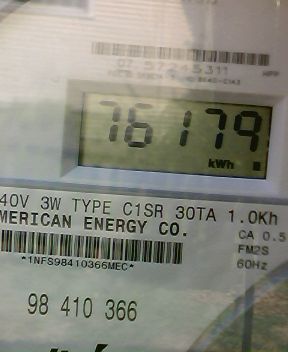 76179
kWh
40V 3W TYPE C1SR 30TA 1.0Kh
MERICAN ENERGY CO.
CA 0.5
FM2S
60Hz
*1NFS98410366MEC*
98 410 366